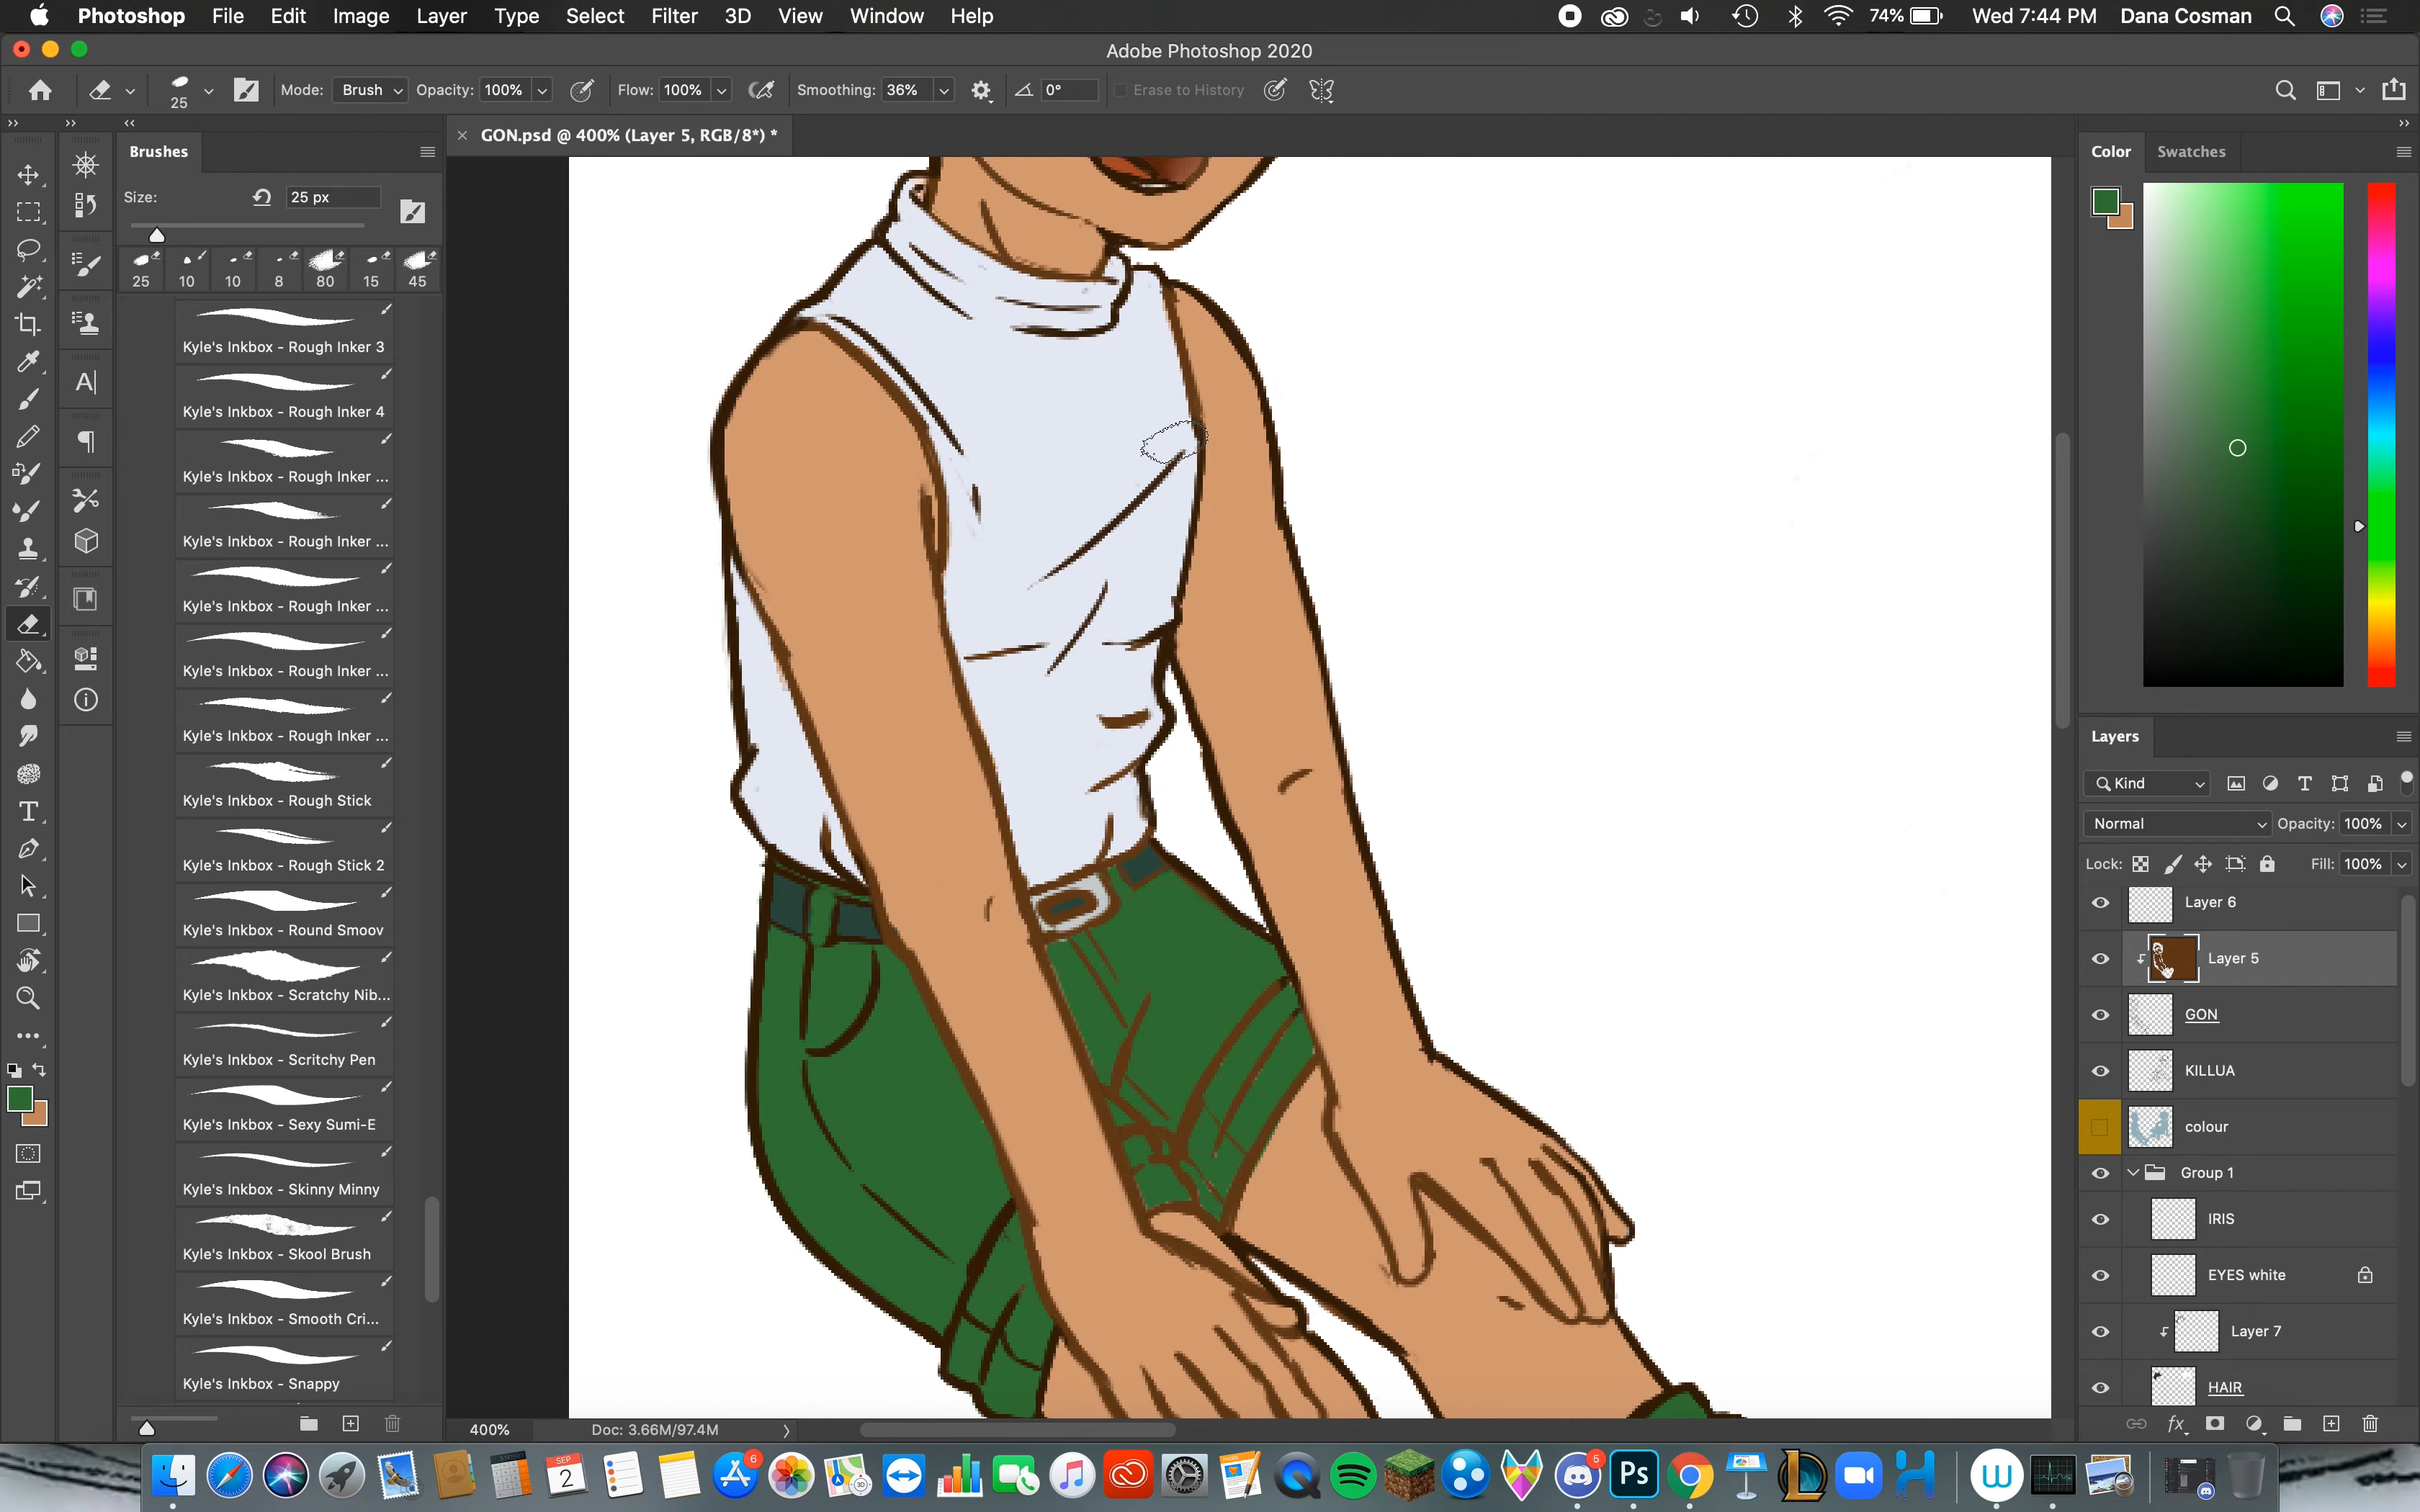 Photoshop File Edit Image Layer Type Select Filter 3D View Window Help 74% Wed 7:44 PM Dana Cosman
Adobe Photoshop 2020
25 Mode: Brush Opacity: 100% Flow: 100% Smoothing: 36% 0° Erase to History
GON.psd @ 400% (Layer 5, RGB/8*) *
Brushes
Size: 25 px
25 10 10 8 80 15 45
Kyle's Inkbox - Rough Inker 3
Kyle's Inkbox - Rough Inker 4
Kyle's Inkbox - Rough Inker ...
Kyle's Inkbox - Rough Inker ...
Kyle's Inkbox - Rough Inker ...
Kyle's Inkbox - Rough Inker ...
Kyle's Inkbox - Rough Inker ...
Kyle's Inkbox - Rough Stick
Kyle's Inkbox - Rough Stick 2
Kyle's Inkbox - Round Smoov
Kyle's Inkbox - Scratchy Nib...
Kyle's Inkbox - Scritchy Pen
Kyle's Inkbox - Sexy Sumi-E
Kyle's Inkbox - Skinny Minny
Kyle's Inkbox - Skool Brush
Kyle's Inkbox - Smooth Cri...
Kyle's Inkbox - Snappy
400% Doc: 3.66M/97.4M
Color Swatches
Layers
Kind
Normal Opacity: 100%
Lock: Fill: 100%
Layer 6
Layer 5
GON
KILLUA
colour
Group 1
IRIS
EYES white
Layer 7
HAIR
fx
SEP
2
6
3D
5
Ps